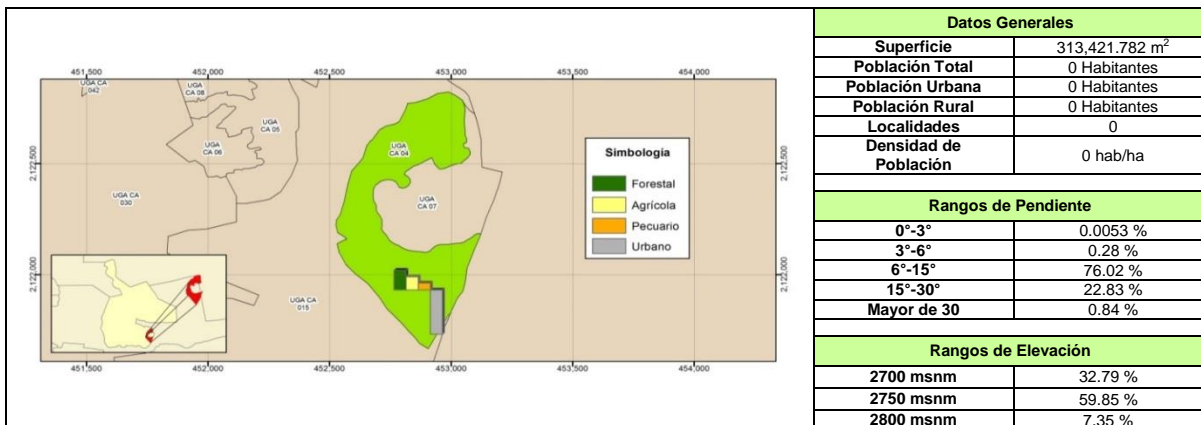 451,500 452,000 452,500 453,000 453,500 454,000
UGA CA
042
UGA
CA 08
UGA
CA 05
UGA
CA 06
UGA
CA 04
UGA CA
030
UGA
CA 07
UGA CA
015
2,122,500
2,122,000
2,122,500
2,122,000
Simbología
Forestal
Agrícola
Pecuario
Urbano
451,500 452,000 452,500 453,000 453,500 454,000
Datos Generales
Superficie 313,421.782 m²
Población Total 0 Habitantes
Población Urbana 0 Habitantes
Población Rural 0 Habitantes
Localidades 0
Densidad de
Población 0 hab/ha
Rangos de Pendiente
0°-3° 0.0053 %
3°-6° 0.28 %
6°-15° 76.02 %
15°-30° 22.83 %
Mayor de 30 0.84 %
Rangos de Elevación
2700 msnm 32.79 %
2750 msnm 59.85 %
2800 msnm 7.35 %